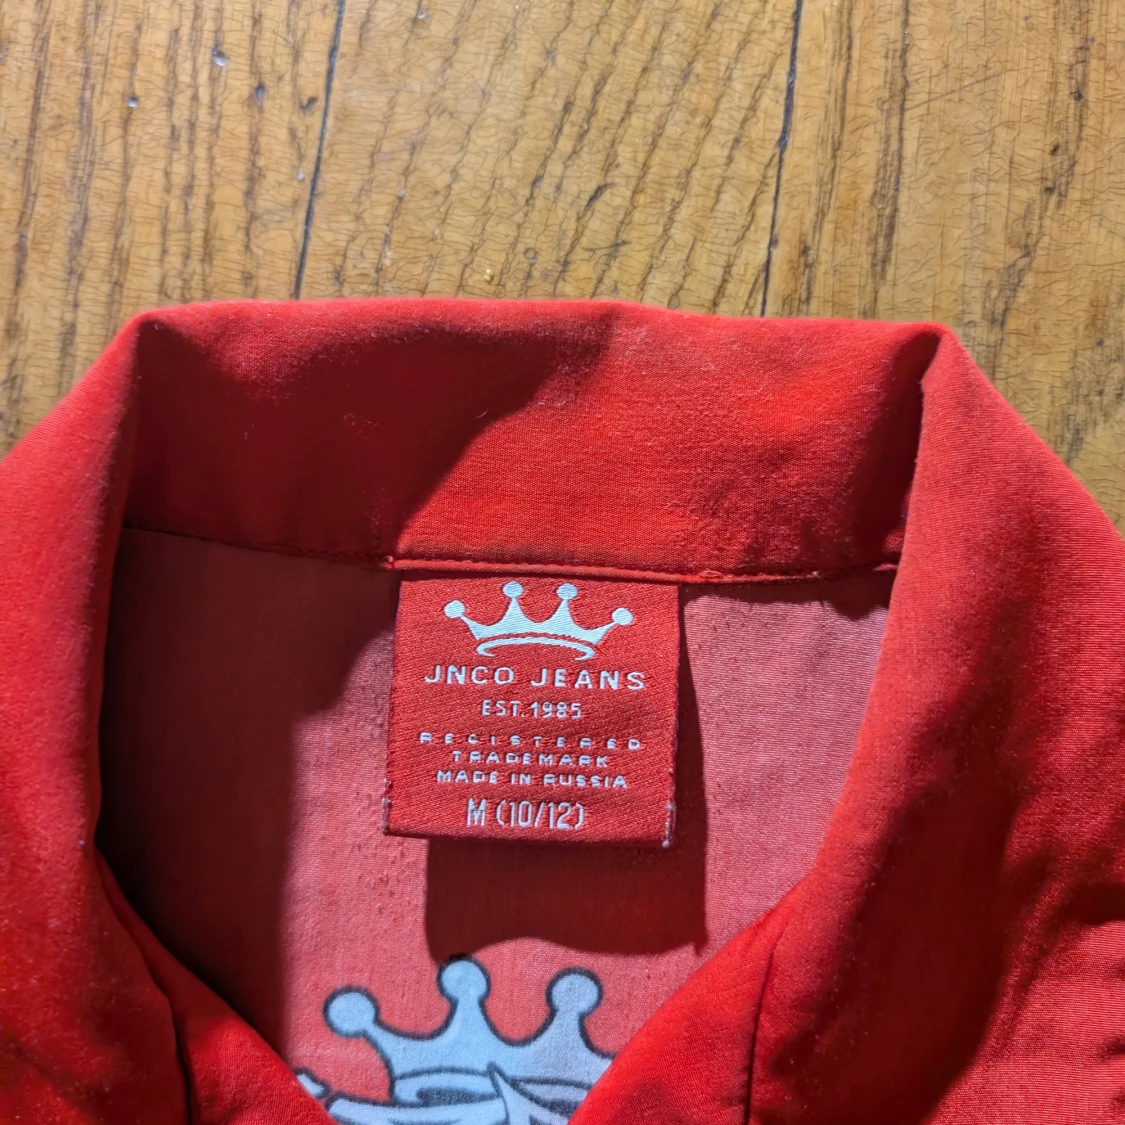 JNCO JEANS
EST. 1985
REGISTERED
TRADEMARK
MADE IN RUSSIA
M (10/12)